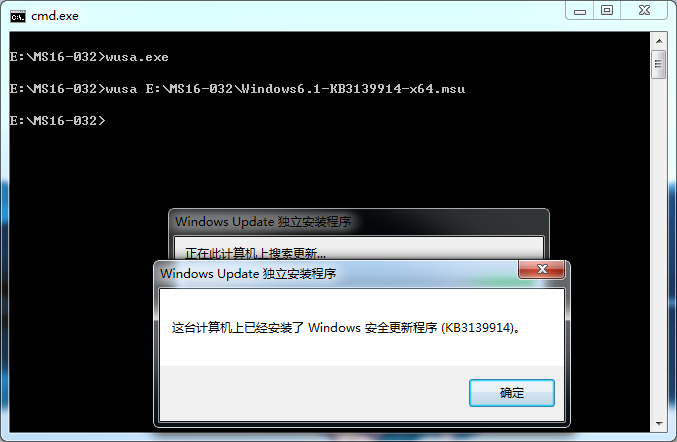 cmd.exe
E:\MS16-032>wusa.exe
E:\MS16-032>wusa E:\MS16-032\Windows6.1-KB3139914-x64.msu
E:\MS16-032>
Windows Update 独立安装程序
正在此计算机上搜索更新...
Windows Update 独立安装程序
这台计算机上已经安装了 Windows 安全更新程序 (KB3139914)。
确定